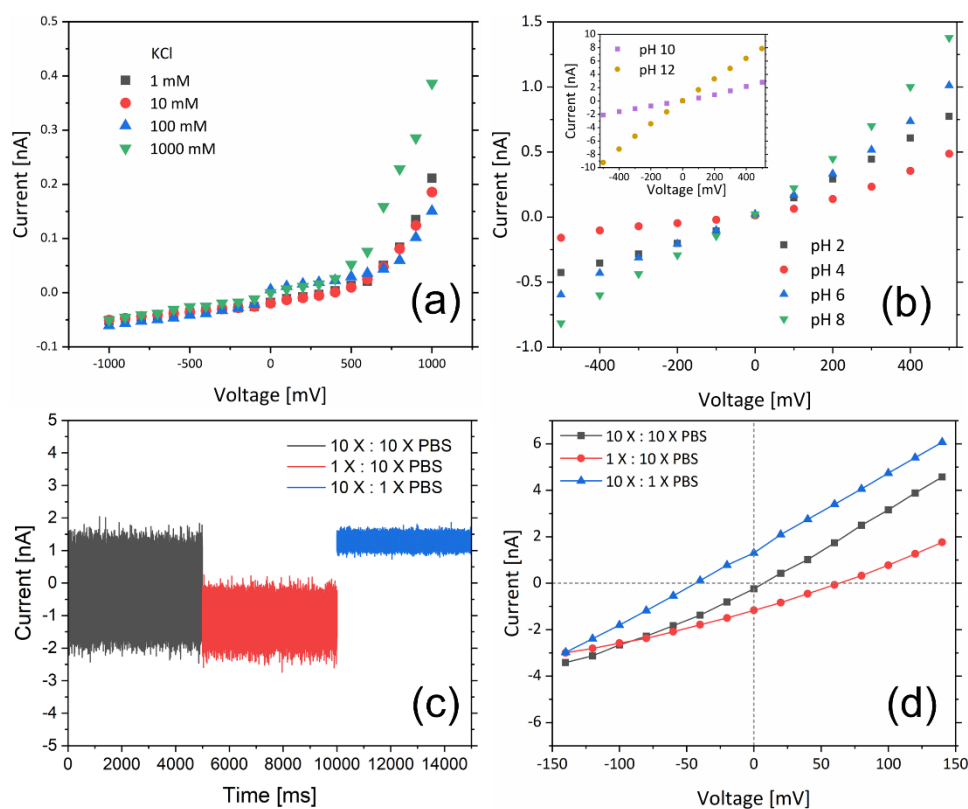 (a)
KCl
1 mM
10 mM
100 mM
1000 mM
Current [nA]
0.5
0.4
0.3
0.2
0.1
0.0
-0.1
-1000 -500 0 500 1000
Voltage [mV]
(b)
pH 2
pH 4
pH 6
pH 8
Current [nA]
1.5
1.0
0.5
0.0
-0.5
-1.0
-400 -200 0 200 400
Voltage [mV]
pH 10
pH 12
Current [nA]
10
8
6
4
2
0
-2
-4
-6
-8
-10
-400 -200 0 200 400
Voltage [mV]
(c)
10 X : 10 X PBS
1 X : 10 X PBS
10 X : 1 X PBS
Current [nA]
5
4
3
2
1
0
-1
-2
-3
-4
-5
0 2000 4000 6000 8000 10000 12000 14000
Time [ms]
(d)
10 X : 10 X PBS
1 X : 10 X PBS
10 X : 1 X PBS
Current [nA]
6
4
2
0
-2
-4
-6
-150 -100 -50 0 50 100 150
Voltage [mV]